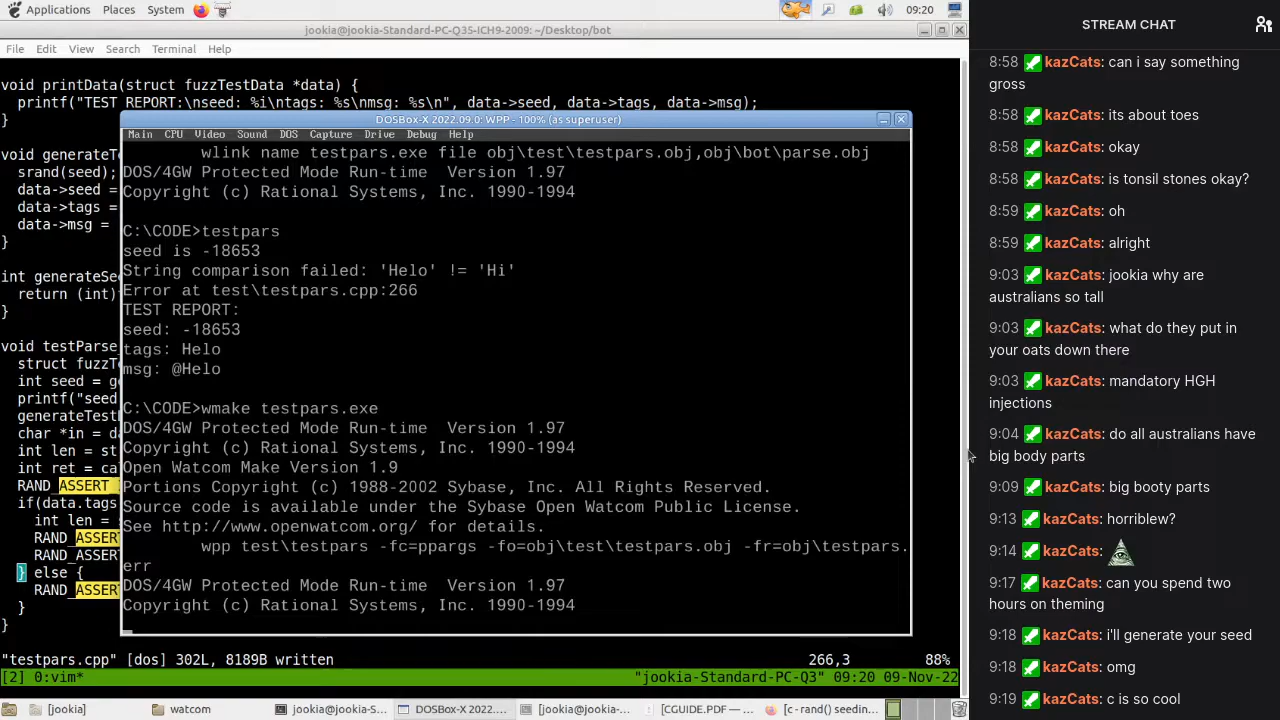 Applications Places System 09:20
jookia@jookia-Standard-PC-Q35-ICH9-2009: ~/Desktop/bot
File Edit View Search Terminal Help
void printData(struct fuzzTestData *data) {
printf("TEST REPORT:\nseed: %i\ntags: %s\nmsg: %s\n", data->seed, data->tags, data->msg);
}
void generateT
srand(seed);
data->seed =
data->tags =
data->msg =
}
int generateSee
return (int)
}
void testParse_
struct fuzzT
int seed = ge
printf("seed
generateTest
char *in = da
int len = st
int ret = ca
RAND_ASSERT
if(data.tags
int len = s
RAND_ASSERT
RAND_ASSERT
} else {
RAND_ASSERT
}
}
"testpars.cpp" [dos] 302L, 8189B written 266,3 88%
[2] 0:vim* "jookia-Standard-PC-Q3" 09:20 09-Nov-22
DOSBox-X 2022.09.0: WPP - 100% (as superuser)
Main CPU Video Sound DOS Capture Drive Debug Help
wlink name testpars.exe file obj\test\testpars.obj,obj\bot\parse.obj
DOS/4GW Protected Mode Run-time Version 1.97
Copyright (c) Rational Systems, Inc. 1990-1994
C:\CODE>testpars
seed is -18653
String comparison failed: 'Helo' != 'Hi'
Error at test\testpars.cpp:266
TEST REPORT:
seed: -18653
tags: Helo
msg: @Helo
C:\CODE>wmake testpars.exe
DOS/4GW Protected Mode Run-time Version 1.97
Copyright (c) Rational Systems, Inc. 1990-1994
Open Watcom Make Version 1.9
Portions Copyright (c) 1988-2002 Sybase, Inc. All Rights Reserved.
Source code is available under the Sybase Open Watcom Public License.
See http://www.openwatcom.org/ for details.
wpp test\testpars -fc=ppargs -fo=obj\test\testpars.obj -fr=obj\testpars.
err
DOS/4GW Protected Mode Run-time Version 1.97
Copyright (c) Rational Systems, Inc. 1990-1994
[jookia] watcom jookia@jookia-S... DOSBox-X 2022.... [jookia@jookia-... [CGUIDE.PDF —... [c - rand() seedin...
STREAM CHAT
8:58 kazCats: can i say something
gross
8:58 kazCats: its about toes
8:58 kazCats: okay
8:58 kazCats: is tonsil stones okay?
8:59 kazCats: oh
8:59 kazCats: alright
9:03 kazCats: jookia why are
australians so tall
9:03 kazCats: what do they put in
your oats down there
9:03 kazCats: mandatory HGH
injections
9:04 kazCats: do all australians have
big body parts
9:09 kazCats: big booty parts
9:13 kazCats: horriblew?
9:14 kazCats:
9:17 kazCats: can you spend two
hours on theming
9:18 kazCats: i'll generate your seed
9:18 kazCats: omg
9:19 kazCats: c is so cool